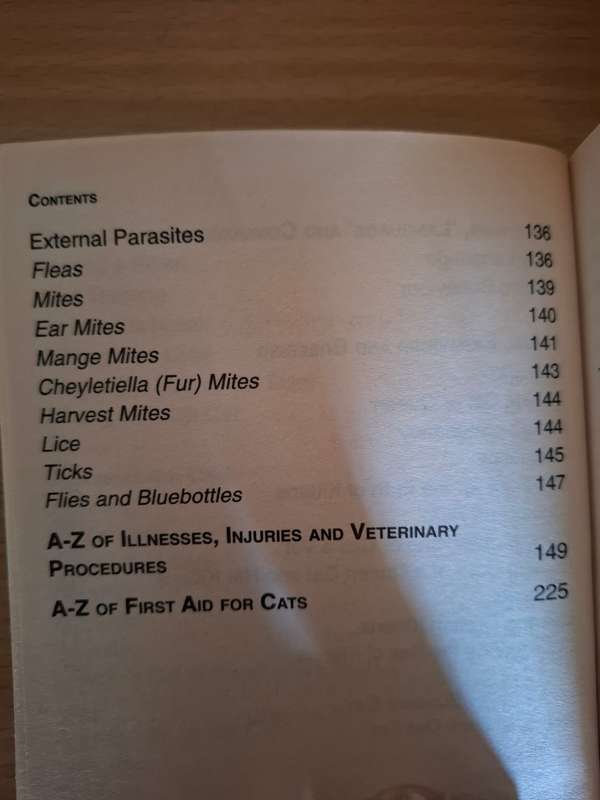 CONTENTS
External Parasites 136
Fleas 136
Mites 139
Ear Mites 140
Mange Mites 141
Cheyletiella (Fur) Mites 143
Harvest Mites 144
Lice 144
Ticks 145
Flies and Bluebottles 147
A-Z OF ILLNESSES, INJURIES AND VETERINARY
PROCEDURES 149
A-Z OF FIRST AID FOR CATS 225